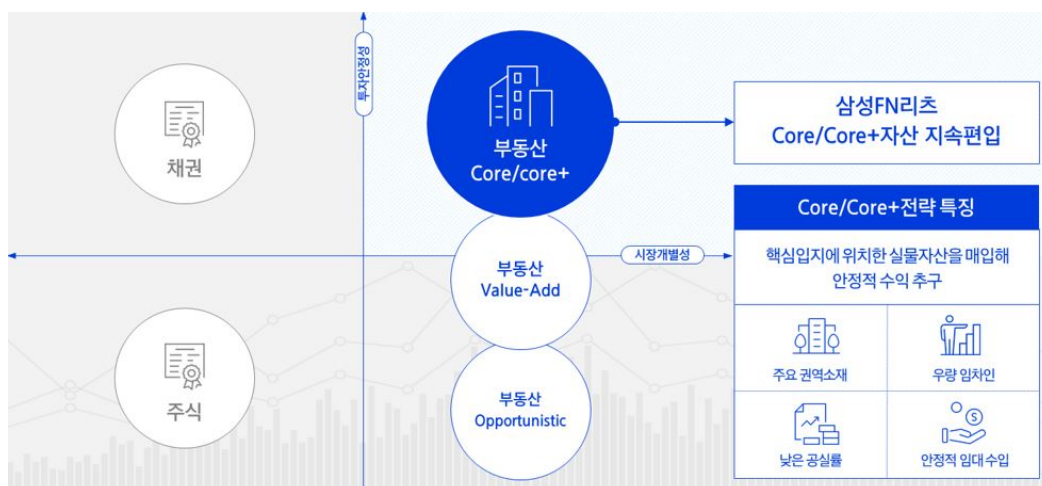 투자안정성
채권
부동산
Core/core+
삼성FN리츠
Core/Core+자산 지속편입
Core/Core+전략 특징
시장개별성
핵심입지에 위치한 실물자산을 매입해
안정적 수익 추구
부동산
Value-Add
주요 권역소재
우량 임차인
주식
부동산
Opportunistic
낮은 공실률
안정적 임대 수입